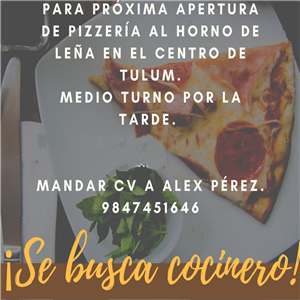 PARA PRÓXIMA APERTURA
DE PIZZERÍA AL HORNO DE
LEÑA EN EL CENTRO DE
TULUM.
MEDIO TURNO POR LA
TARDE.
MANDAR CV A ALEX PÉREZ.
9847451646
¡Se busca cocinero!